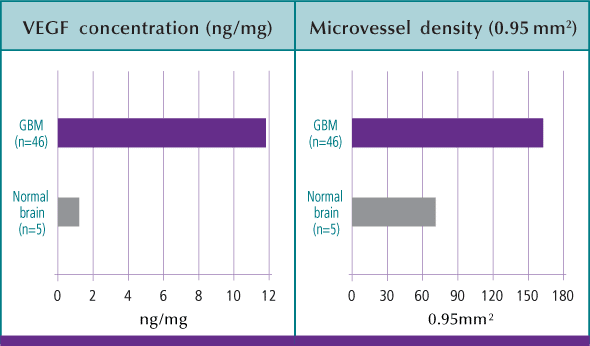 VEGF concentration (ng/mg)
GBM
(n=46)
Normal
brain
(n=5)
0 2 4 6 8 10 12
ng/mg
Microvessel density (0.95 mm²)
GBM
(n=46)
Normal
brain
(n=5)
0 30 60 90 120 150 180
0.95mm²